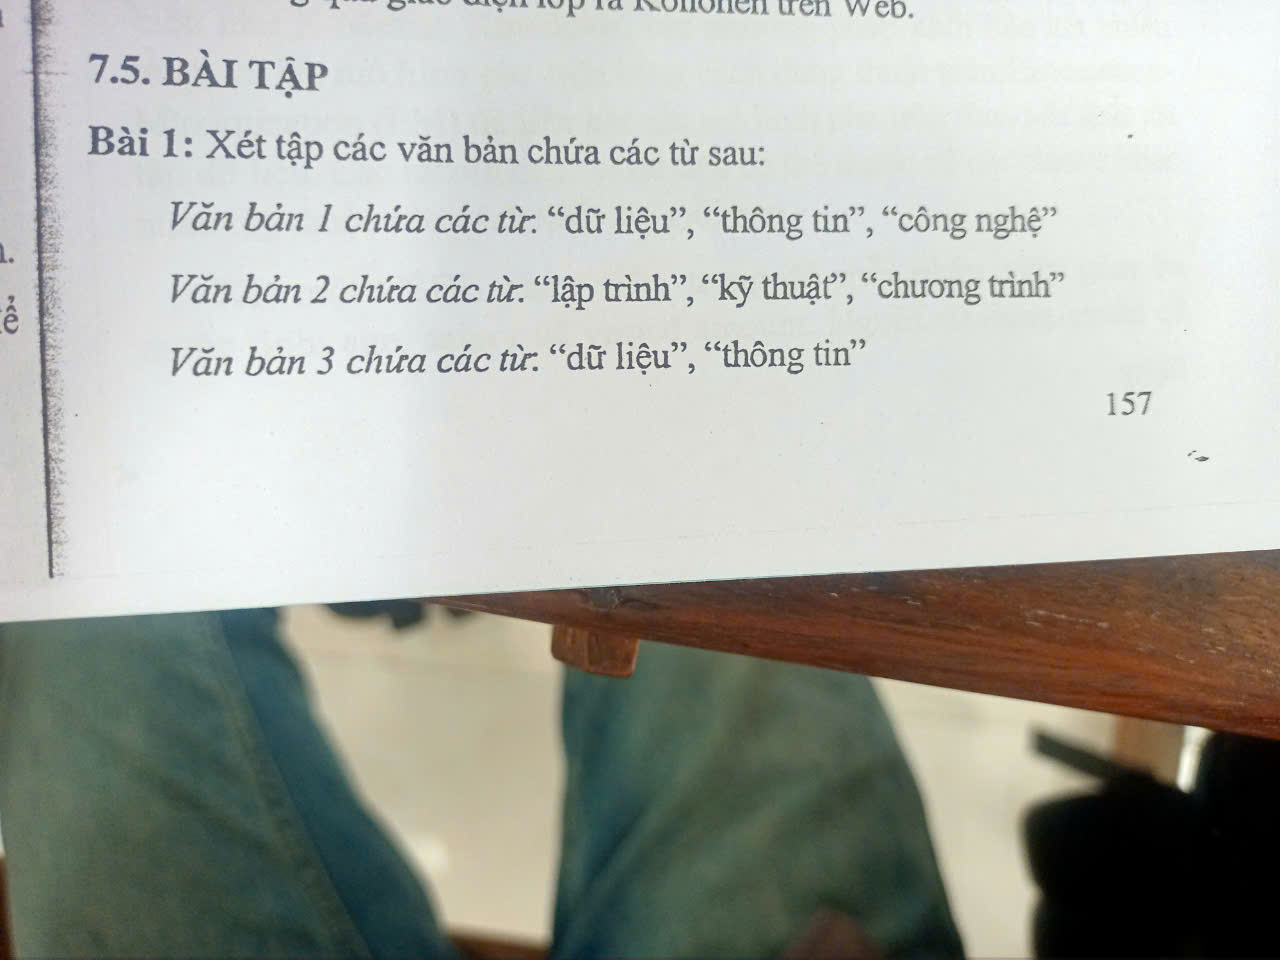 diện lớp ra Kohonen trên Web.
7.5. BÀI TẬP
Bài 1: Xét tập các văn bản chứa các từ sau:
Văn bản 1 chứa các từ: “dữ liệu”, “thông tin”, “công nghệ”
Văn bản 2 chứa các từ: “lập trình”, “kỹ thuật”, “chương trình”
Văn bản 3 chứa các từ: “dữ liệu”, “thông tin”
157